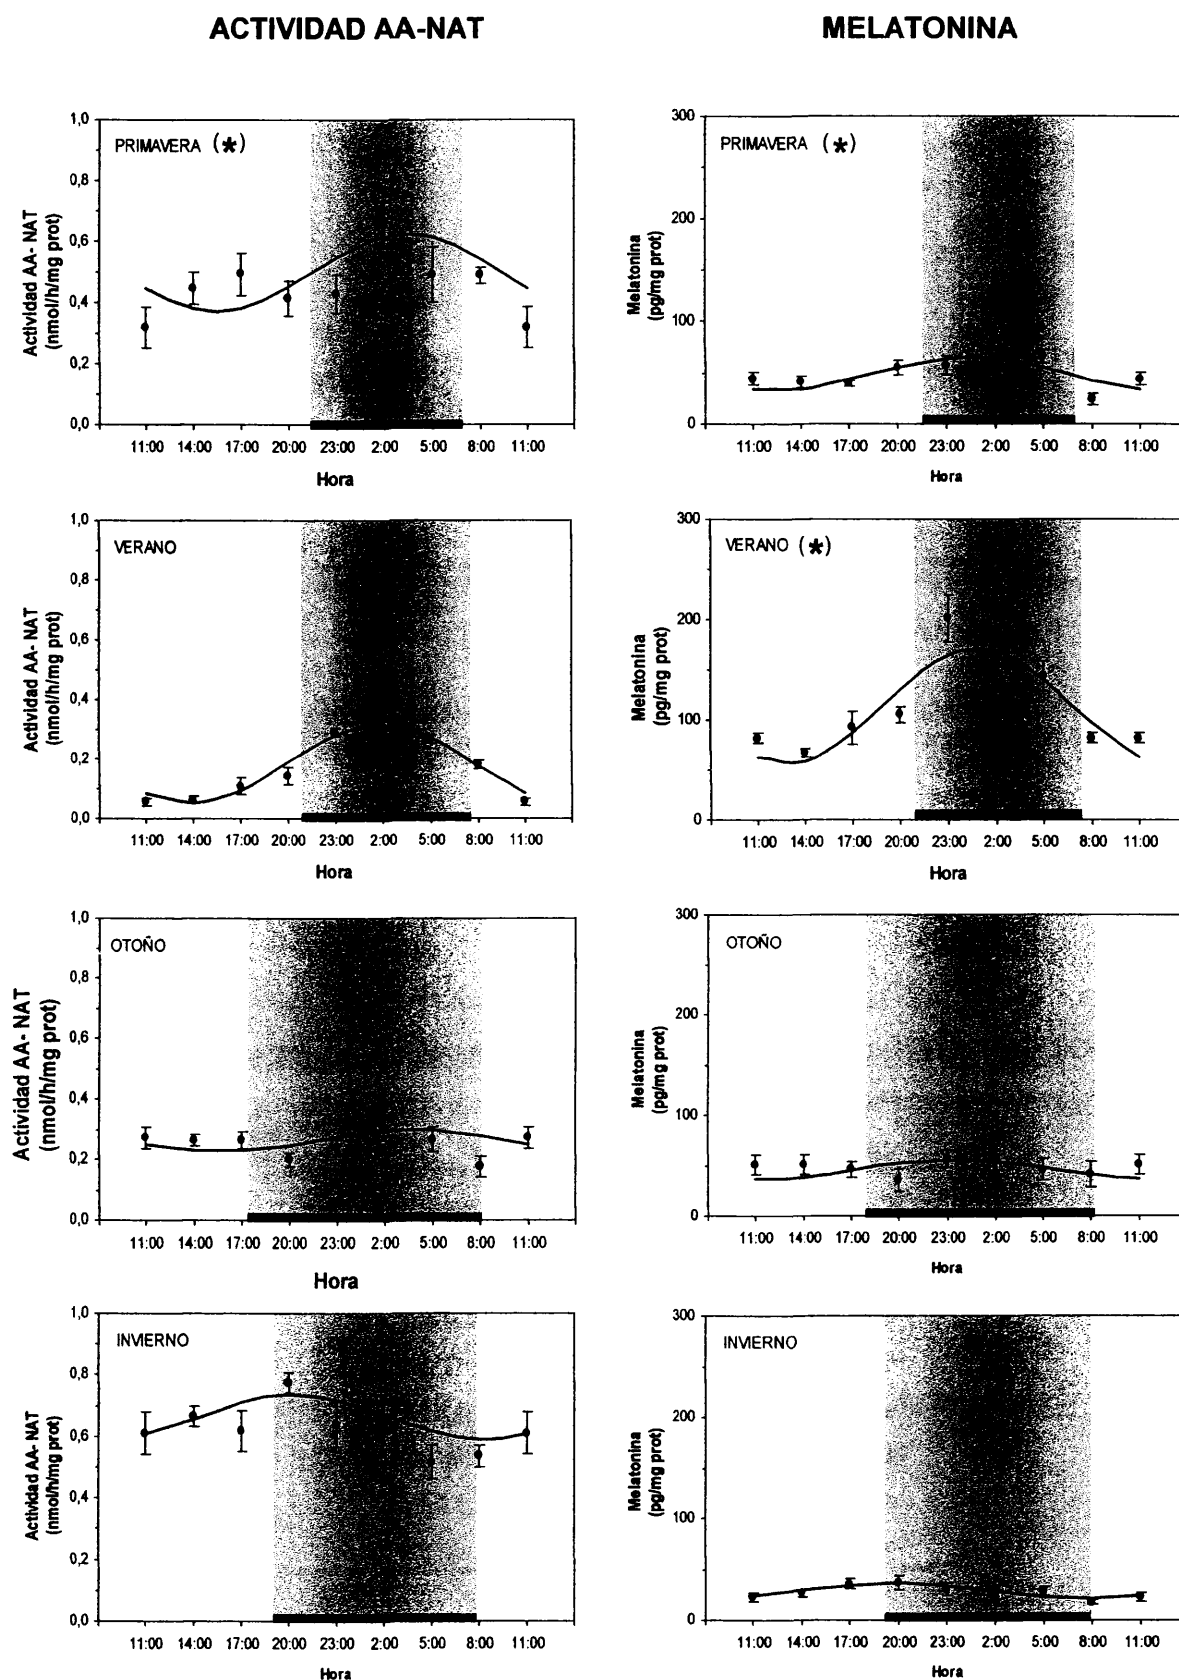 ACTIVIDAD AA-NAT
MELATONINA
1,0
0,8
0,6
0,4
0,2
0,0
Actividad AA- NAT
(nmol/h/mg prot)
PRIMAVERA (*)
11:00 14:00 17:00 20:00 23:00 2:00 5:00 8:00 11:00
Hora
300
200
100
0
Melatonina
(pg/mg prot)
PRIMAVERA (*)
11:00 14:00 17:00 20:00 23:00 2:00 5:00 8:00 11:00
Hora
1,0
0,8
0,6
0,4
0,2
0,0
Actividad AA- NAT
(nmol/h/mg prot)
VERANO
11:00 14:00 17:00 20:00 23:00 2:00 5:00 8:00 11:00
Hora
300
200
100
0
Melatonina
(pg/mg prot)
VERANO (*)
11:00 14:00 17:00 20:00 23:00 2:00 5:00 8:00 11:00
Hora
1,0
0,8
0,6
0,4
0,2
0,0
Actividad AA- NAT
(nmol/h/mg prot)
OTOÑO
11:00 14:00 17:00 20:00 23:00 2:00 5:00 8:00 11:00
Hora
300
200
100
0
Melatonina
(pg/mg prot)
OTOÑO
11:00 14:00 17:00 20:00 23:00 2:00 5:00 8:00 11:00
Hora
1,0
0,8
0,6
0,4
0,2
0,0
Actividad AA- NAT
(nmol/h/mg prot)
INVIERNO
11:00 14:00 17:00 20:00 23:00 2:00 5:00 8:00 11:00
Hora
300
200
100
0
Melatonina
(pg/mg prot)
INVIERNO
11:00 14:00 17:00 20:00 23:00 2:00 5:00 8:00 11:00
Hora